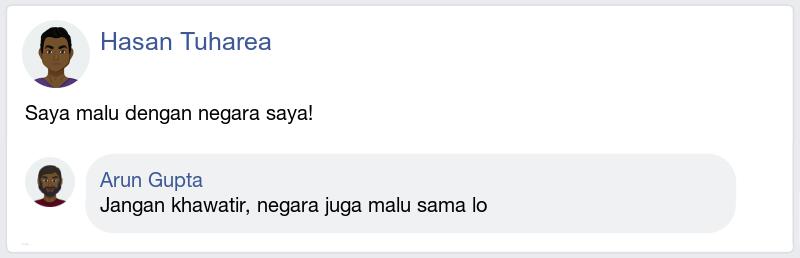 Hasan Tuharea
Saya malu dengan negara saya!
Arun Gupta
Jangan khawatir, negara juga malu sama lo